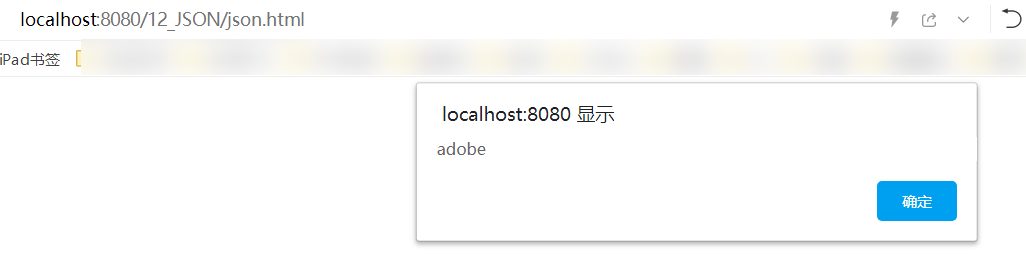 localhost:8080/12_JSON/json.html
iPad书签
localhost:8080 显示
adobe
确定